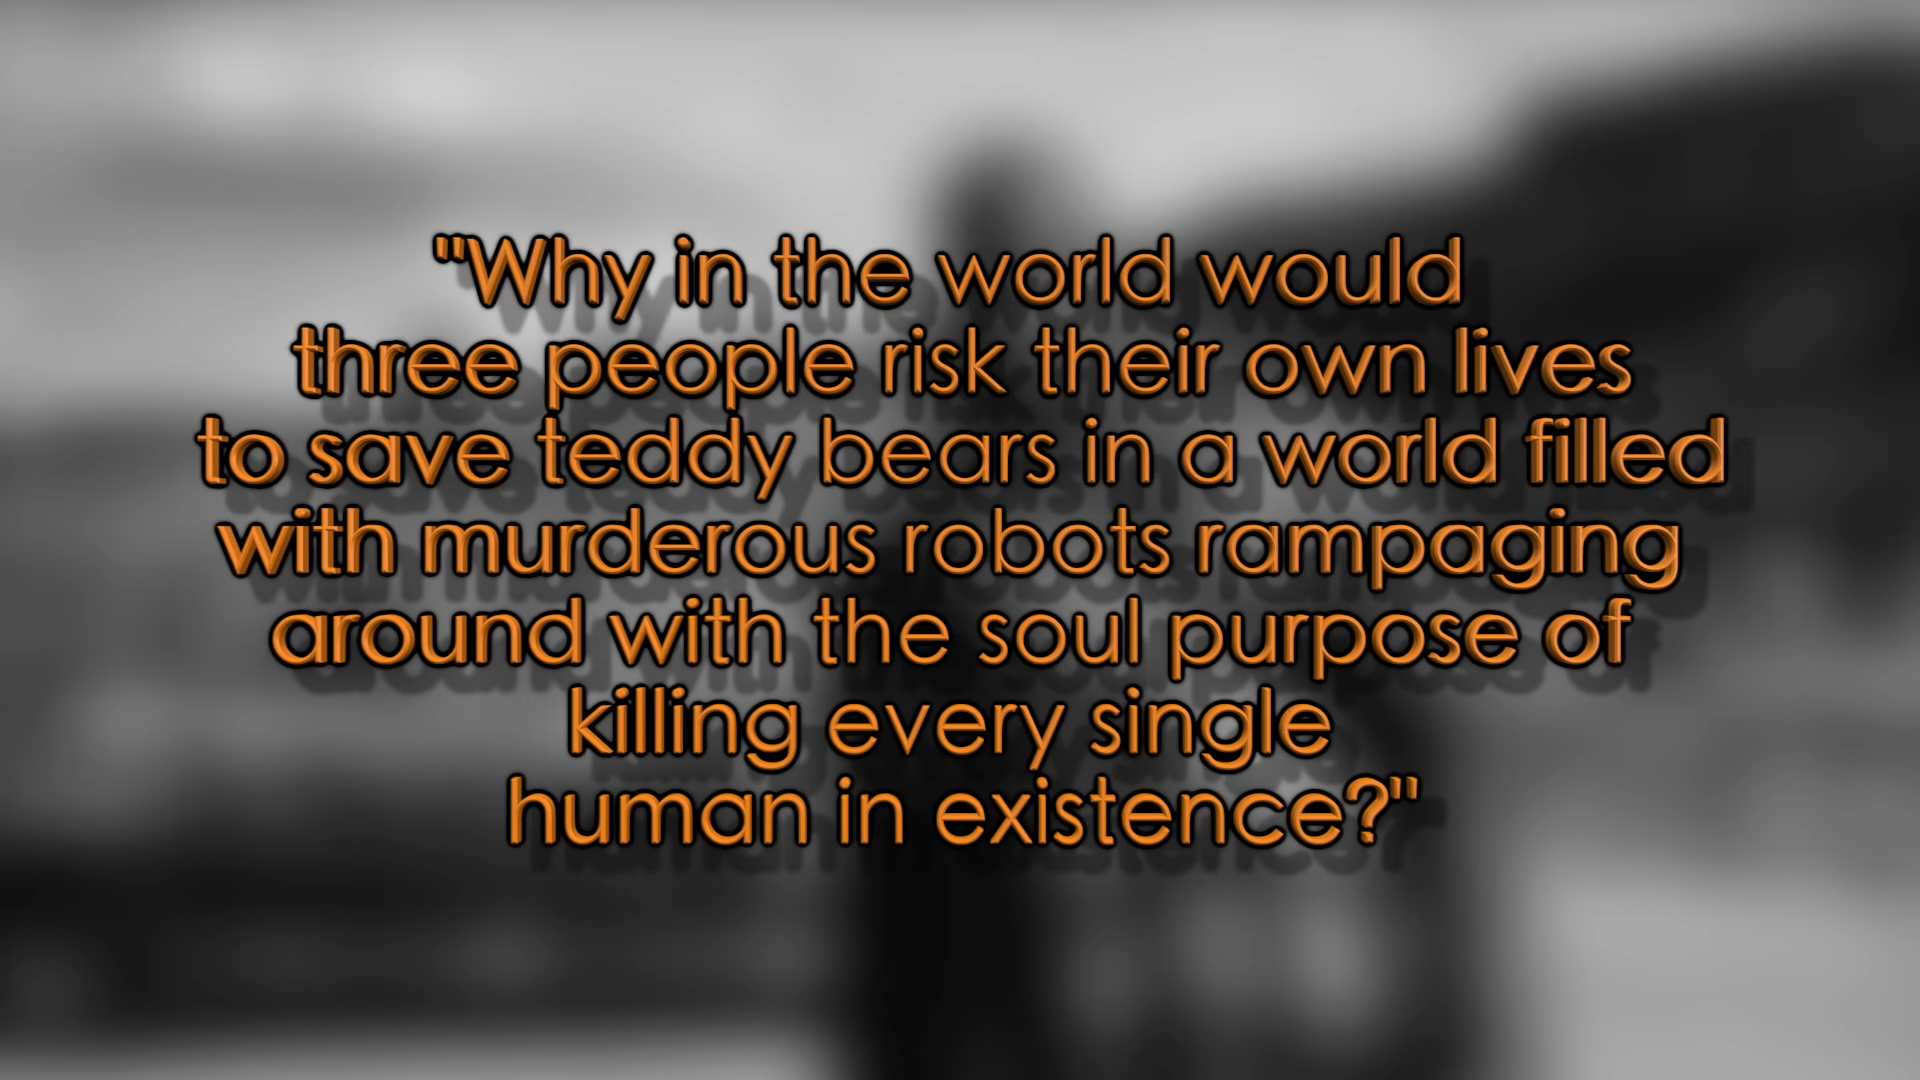 "Why in the world would
three people risk their own lives
to save teddy bears in a world filled
with murderous robots rampaging
around with the soul purpose of
killing every single
human in existence?"